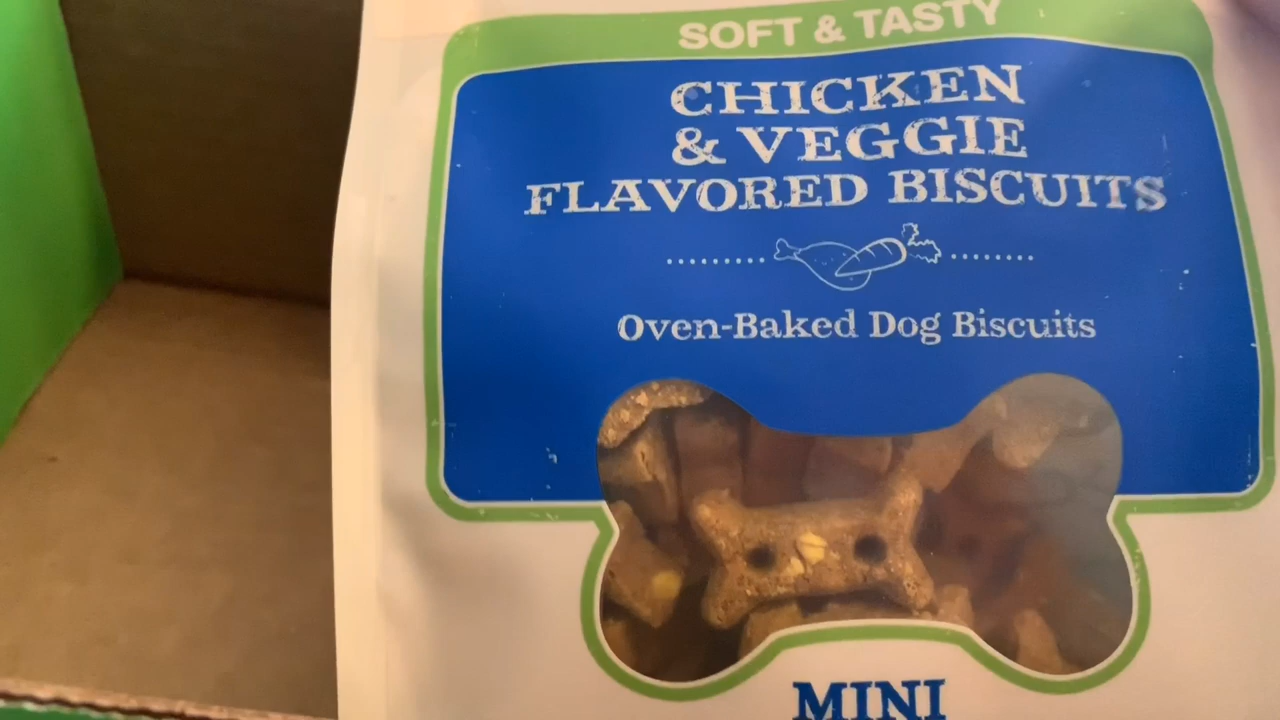 SOFT & TASTY
CHICKEN
& VEGGIE
FLAVORED BISCUITS
Oven-Baked Dog Biscuits
MINI